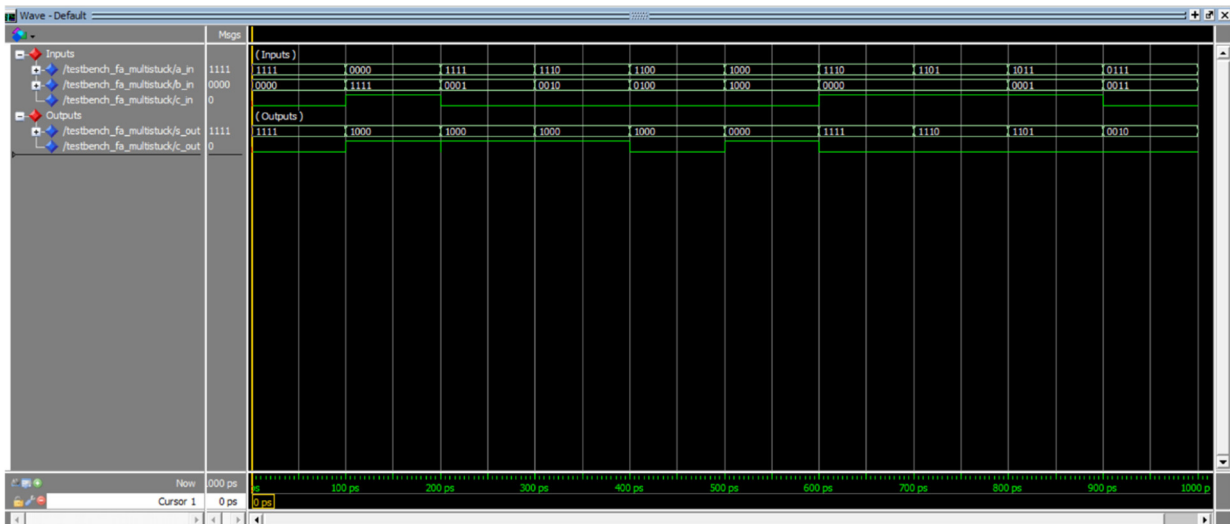 Wave - Default
Msgs
Inputs (Inputs)
/testbench_fa_multistuck/a_in 1111 1111 0000 1111 1110 1100 1000 1110 1101 1011 0111
/testbench_fa_multistuck/b_in 0000 0000 1111 0001 0010 0100 1000 0000 0001 0011
/testbench_fa_multistuck/c_in 0
Outputs (Outputs)
/testbench_fa_multistuck/s_out 1111 1111 1000 1000 1000 1000 0000 1111 1110 1101 0010
/testbench_fa_multistuck/c_out 0
Now .000 ps ps 100 ps 200 ps 300 ps 400 ps 500 ps 600 ps 700 ps 800 ps 900 ps 1000 p
Cursor 1 0 ps 0 ps